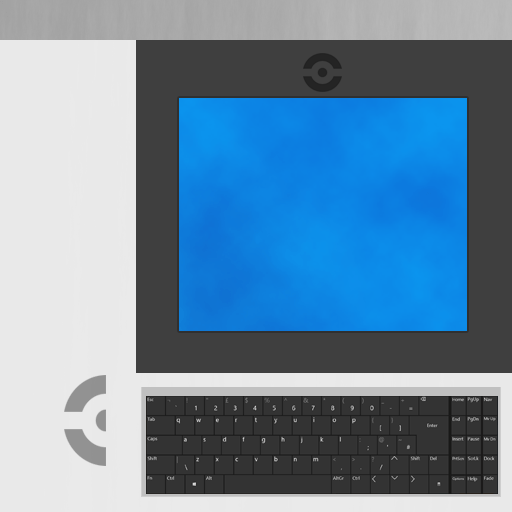 Esc ` 1 2 3 4 5 6 7 8 9 0 - = Home PgUp Nav
Tab q w e r t y u i o p [ ] Enter End PgDn Mv Up
Caps a s d f g h j k l ; ' # Insert Pause Mv Dn
Shift \ z x c v b n m , . / Shift Del PrtScn ScrLk Dock
Fn Ctrl Alt AltGr Ctrl Options Help Fade